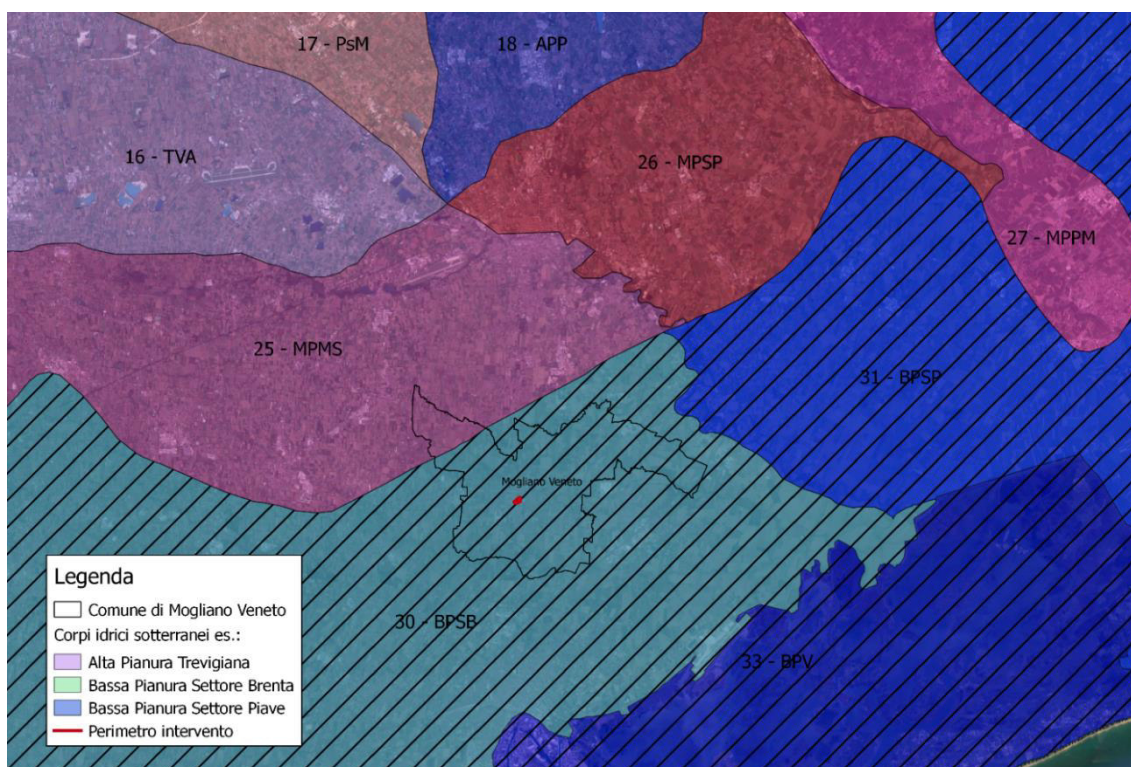 17 - PsM
18 - APP
16 - TVA
26 - MPSP
27 - MPPM
25 - MPMS
31 - BPSP
Mogliano Veneto
30 - BPSB
33 - BPV
Legenda
Comune di Mogliano Veneto
Corpi idrici sotterranei es.:
Alta Pianura Trevigiana
Bassa Pianura Settore Brenta
Bassa Pianura Settore Piave
Perimetro intervento